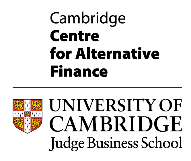 Cambridge
Centre
for Alternative
Finance
UNIVERSITY OF
CAMBRIDGE
Judge Business School